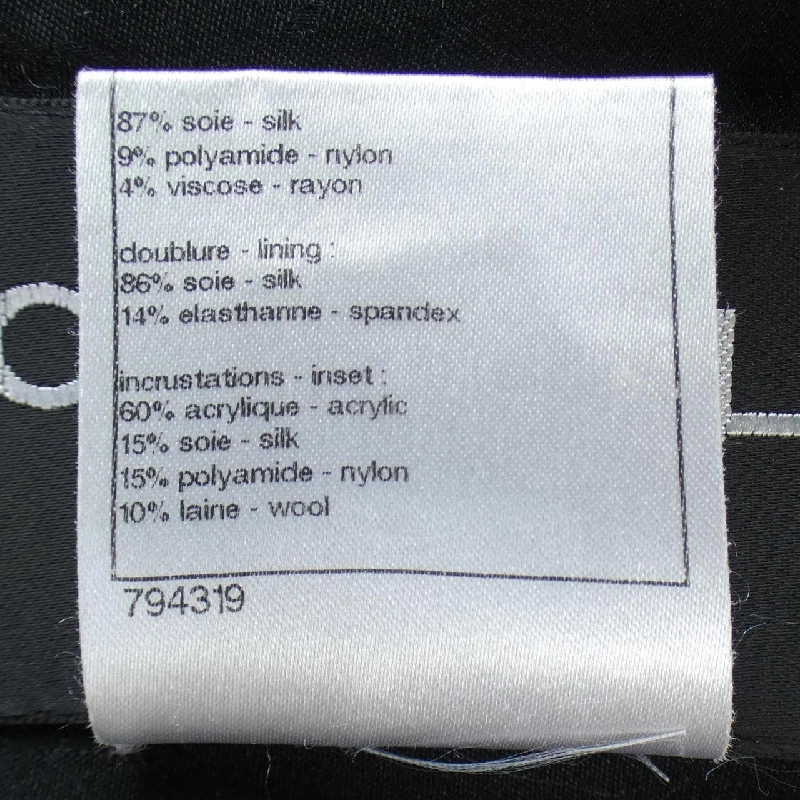 87% soie - silk
9% polyamide - nylon
4% viscose - rayon
doublure - lining :
86% soie - silk
14% elasthanne - spandex
incrustations - inset :
60% acrylique - acrylic
15% soie - silk
15% polyamide - nylon
10% laine - wool
794319